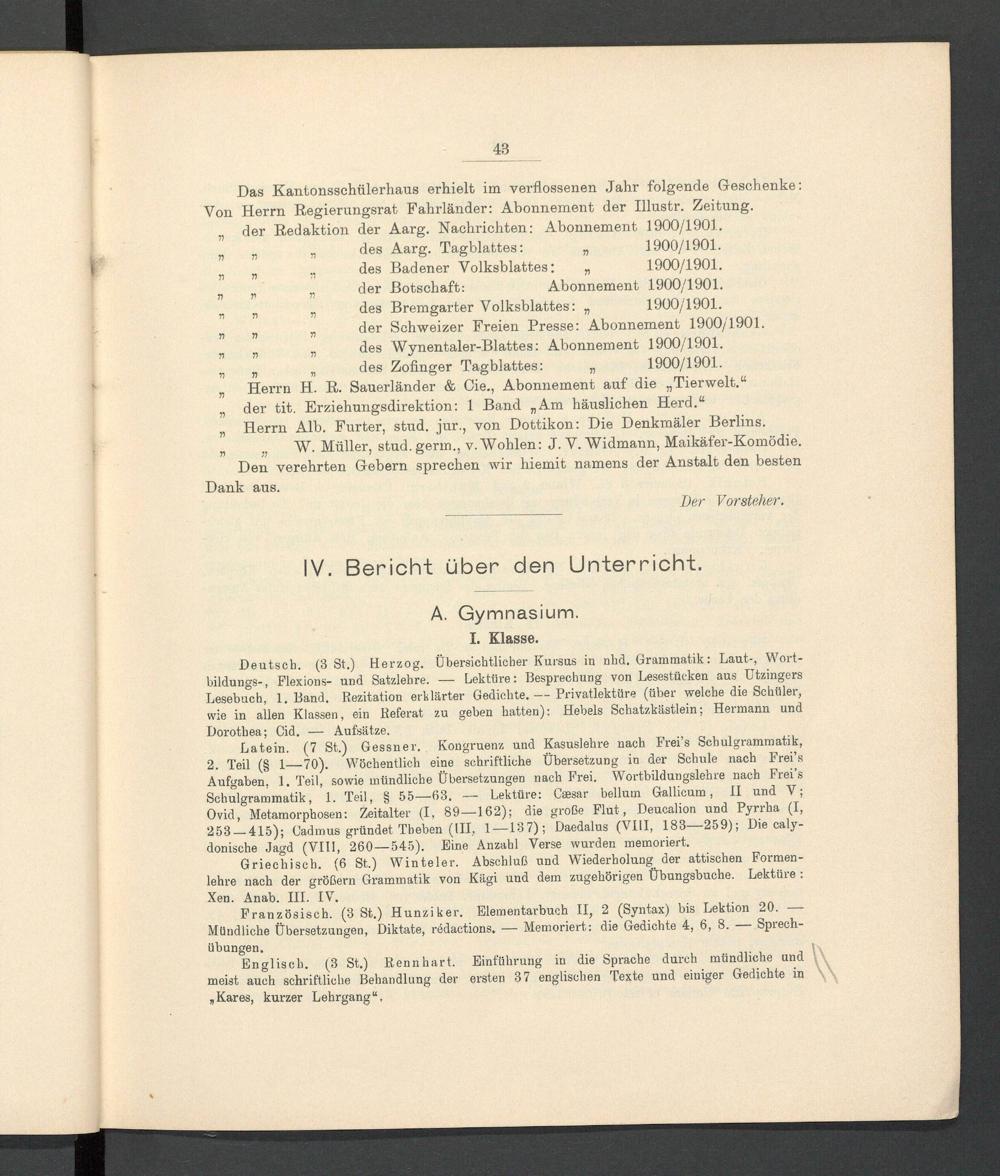 43
Das Kantonsschülerhaus erhielt im verflossenen Jahr folgende Geschenke:
Von Herrn Regierungsrat Fahrländer: Abonnement der Illustr. Zeitung.
„ der Redaktion der Aarg. Nachrichten: Abonnement 1900/1901.
„ „ „ des Aarg. Tagblattes: „ 1900/1901.
„ „ „ des Badener Volksblattes: „ 1900/1901.
„ „ „ der Botschaft: Abonnement 1900/1901.
„ „ „ des Bremgarter Volksblattes: „ 1900/1901.
„ „ „ der Schweizer Freien Presse: Abonnement 1900/1901.
„ „ „ des Wynentaler-Blattes: Abonnement 1900/1901.
„ „ „ des Zofinger Tagblattes: „ 1900/1901.
„ Herrn H. R. Sauerländer & Cie., Abonnement auf die „Tierwelt.“
„ der tit. Erziehungsdirektion: 1 Band „Am häuslichen Herd.“
„ Herrn Alb. Furter, stud. jur., von Dottikon: Die Denkmäler Berlins.
„ „ W. Müller, stud. germ., v. Wohlen: J. V. Widmann, Maikäfer-Komödie.
Den verehrten Gebern sprechen wir hiemit namens der Anstalt den besten
Dank aus.
Der Vorsteher.
IV. Bericht über den Unterricht.
A. Gymnasium.
I. Klasse.
Deutsch. (3 St.) Herzog. Übersichtlicher Kursus in nhd. Grammatik: Laut-, Wort-
bildungs-, Flexions- und Satzlehre. — Lektüre: Besprechung von Lesestücken aus Utzingers
Lesebuch, 1. Band. Rezitation erklärter Gedichte. — Privatlektüre (über welche die Schüler,
wie in allen Klassen, ein Referat zu geben hatten): Hebels Schatzkästlein; Hermann und
Dorothea; Cid. — Aufsätze.
Latein. (7 St.) Gessner. Kongruenz und Kasuslehre nach Frei's Schulgrammatik,
2. Teil (§ 1—70). Wöchentlich eine schriftliche Übersetzung in der Schule nach Frei's
Aufgaben, 1. Teil, sowie mündliche Übersetzungen nach Frei. Wortbildungslehre nach Frei's
Schulgrammatik, 1. Teil, § 55—63. — Lektüre: Cæsar bellum Gallicum, II und V;
Ovid, Metamorphosen: Zeitalter (I, 89—162); die große Flut, Deucalion und Pyrrha (I,
253—415); Cadmus gründet Theben (III, 1—137); Daedalus (VIII, 183—259); Die caly-
donische Jagd (VIII, 260—545). Eine Anzahl Verse wurden memoriert.
Griechisch. (6 St.) Winteler. Abschluß und Wiederholung der attischen Formen-
lehre nach der größern Grammatik von Kägi und dem zugehörigen Übungsbuche. Lektüre:
Xen. Anab. III. IV.
Französisch. (3 St.) Hunziker. Elementarbuch II, 2 (Syntax) bis Lektion 20. —
Mündliche Übersetzungen, Diktate, rédactions. — Memoriert: die Gedichte 4, 6, 8. — Sprech-
übungen.
Englisch. (3 St.) Rennhart. Einführung in die Sprache durch mündliche und
meist auch schriftliche Behandlung der ersten 37 englischen Texte und einiger Gedichte in
„Kares, kurzer Lehrgang“.